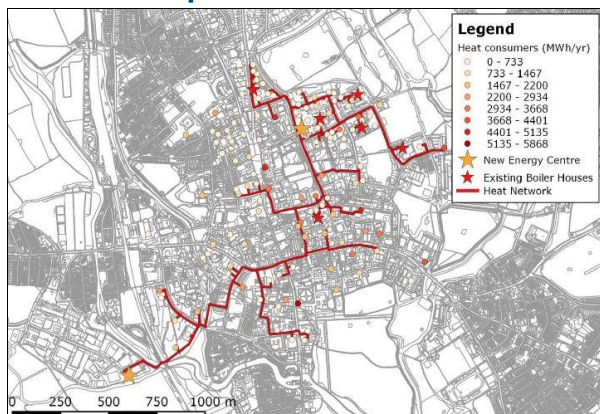 Legend
Heat consumers (MWh/yr)
0 - 733
733 - 1467
1467 - 2200
2200 - 2934
2934 - 3668
3668 - 4401
4401 - 5135
5135 - 5868
New Energy Centre
Existing Boiler Houses
Heat Network
0 250 500 750 1000 m